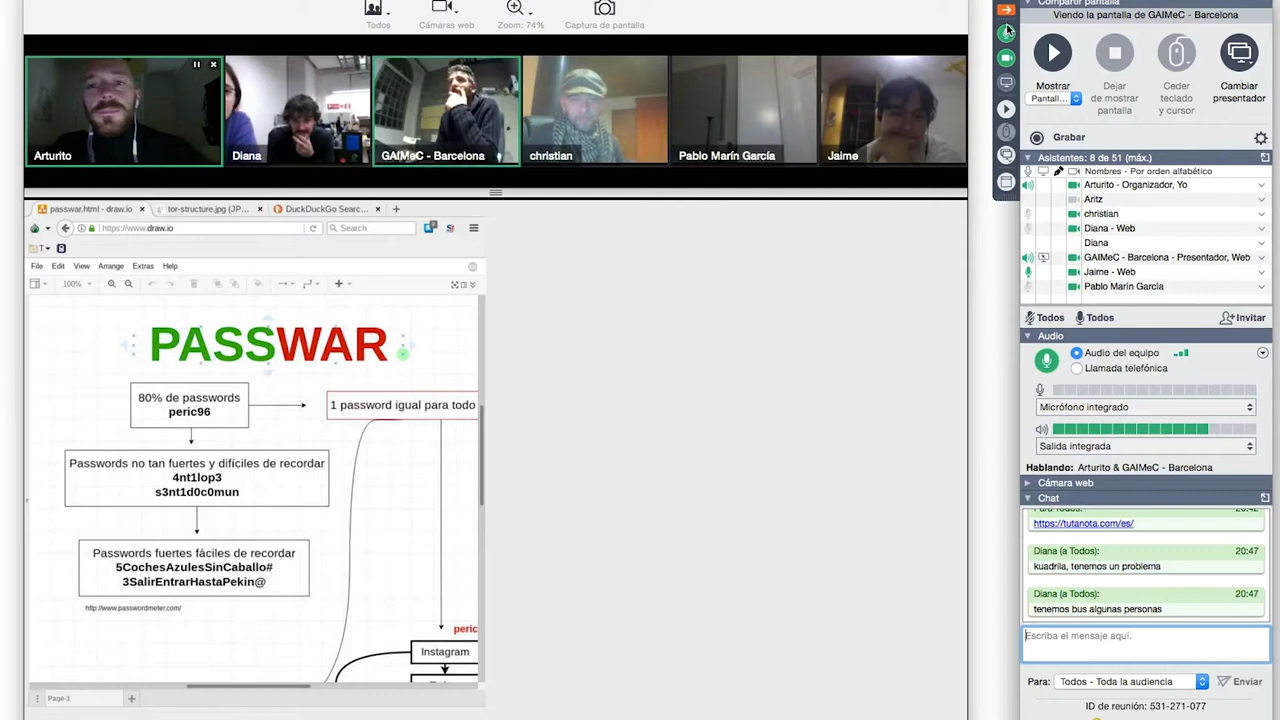 Todos
Cámaras web
Zoom: 74%
Captura de pantalla
Arturito
Diana
GAIMeC - Barcelona
christian
Pablo Marín García
Jaime
passwar.html - draw.io
tor-structure.jpg (JP...
DuckDuckGo Searc...
https://www.draw.io
Search
T
File Edit View Arrange Extras Help
100%
PASSWAR
80% de passwords
peric96
1 password igual para todo
Passwords no tan fuertes y difíciles de recordar
4nt1lop3
s3nt1d0c0mun
Passwords fuertes fáciles de recordar
5CochesAzulesSinCaballo#
3SalirEntrarHastaPekin@
http://www.passwordmeter.com/
peric
Instagram
Page-1
Compartir pantalla
Viendo la pantalla de GAIMeC - Barcelona
Mostrar
Pantall...
Dejar
de mostrar
pantalla
Ceder
teclado
y cursor
Cambiar
presentador
Grabar
Asistentes: 8 de 51 (máx.)
Nombres - Por orden alfabético
Arturito - Organizador, Yo
Aritz
christian
Diana - Web
Diana
GAIMeC - Barcelona - Presentador, Web
Jaime - Web
Pablo Marín García
Todos
Todos
Invitar
Audio
Audio del equipo
Llamada telefónica
Micrófono integrado
Salida integrada
Hablando: Arturito & GAIMeC - Barcelona
Cámara web
Chat
Para Todos: 20:42
https://tutanota.com/es/
Diana (a Todos): 20:47
kuadrila, tenemos un problema
Diana (a Todos): 20:47
tenemos bus algunas personas
Escriba el mensaje aquí.
Para: Todos - Toda la audiencia
Enviar
ID de reunión: 531-271-077